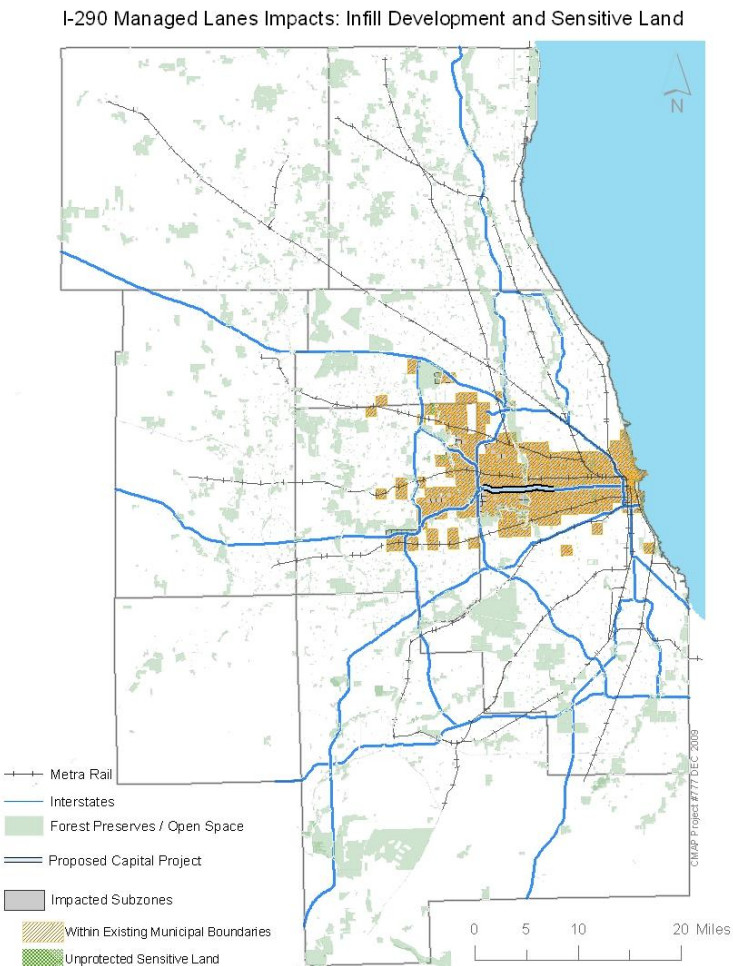 I-290 Managed Lanes Impacts: Infill Development and Sensitive Land
N
CMAP Project #777 DEC 2009
Metra Rail
Interstates
Forest Preserves / Open Space
Proposed Capital Project
Impacted Subzones
Within Existing Municipal Boundaries
Unprotected Sensitive Land
0 5 10 20 Miles